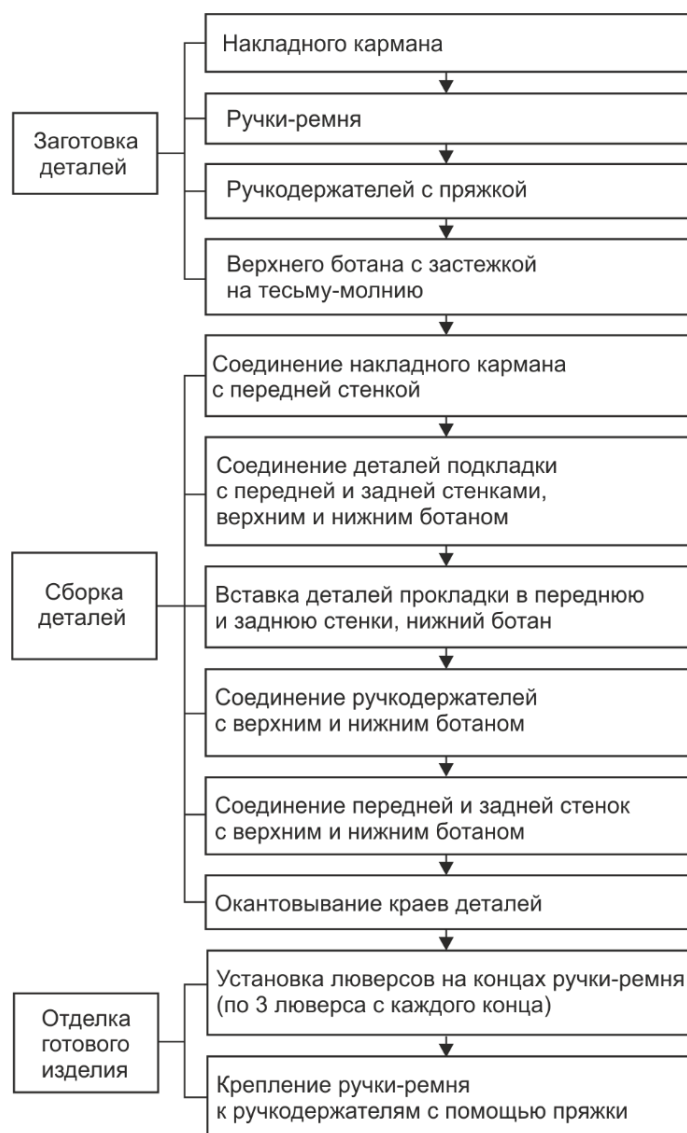 Накладного кармана
Заготовка
деталей
Ручки-ремня
Ручкодержателей с пряжкой
Верхнего ботана с застежкой
на тесьму-молнию
Соединение накладного кармана
с передней стенкой
Соединение деталей подкладки
с передней и задней стенками,
верхним и нижним ботаном
Сборка
деталей
Вставка деталей прокладки в переднюю
и заднюю стенки, нижний ботан
Соединение ручкодержателей
с верхним и нижним ботаном
Соединение передней и задней стенок
с верхним и нижним ботаном
Окантовывание краев деталей
Отделка
готового
изделия
Установка люверсов на концах ручки-ремня
(по 3 люверса с каждого конца)
Крепление ручки-ремня
к ручкодержателям с помощью пряжки